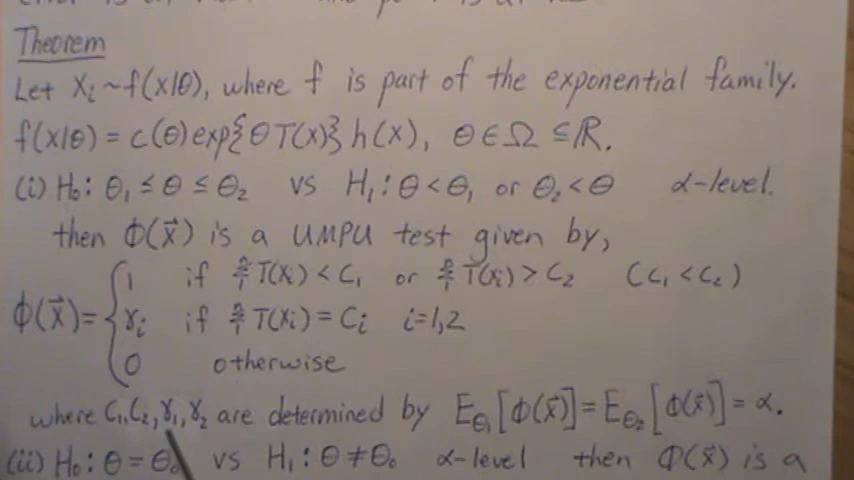 Theorem
Let Xᵢ ~ f(x|θ), where f is part of the exponential family.
f(x|θ) = c(θ) exp{θ T(x)} h(x), θ ∈ Ω ⊆ ℝ.
(i) H₀: θ₁ ≤ θ ≤ θ₂ vs H₁: θ < θ₁ or θ₂ < θ α-level.
then ϕ(x⃗) is a UMPU test given by,
1 if Σ₁ⁿ T(xᵢ) < C₁ or Σ₁ⁿ T(xᵢ) > C₂ (C₁ < C₂)
ϕ(x⃗) = { γᵢ if Σ₁ⁿ T(xᵢ) = Cᵢ i=1,2
0 otherwise
where C₁, C₂, γ₁, γ₂ are determined by E_θ₁[ϕ(x⃗)] = E_θ₂[ϕ(x⃗)] = α.
(ii) H₀: θ = θ₀ vs H₁: θ ≠ θ₀ α-level then ϕ(x⃗) is a